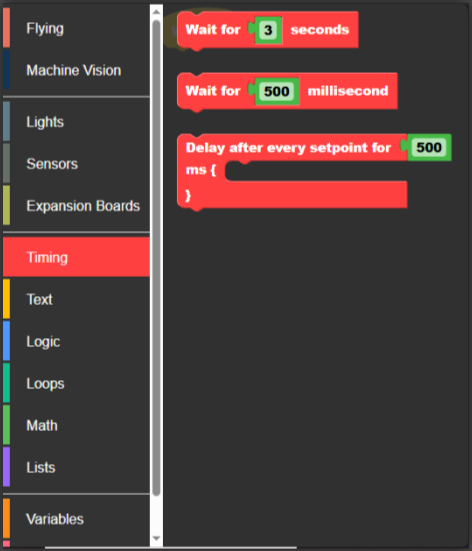 Flying
Machine Vision
Lights
Sensors
Expansion Boards
Timing
Text
Logic
Loops
Math
Lists
Variables
Wait for 3 seconds
Wait for 500 millisecond
Delay after every setpoint for 500
ms {
}